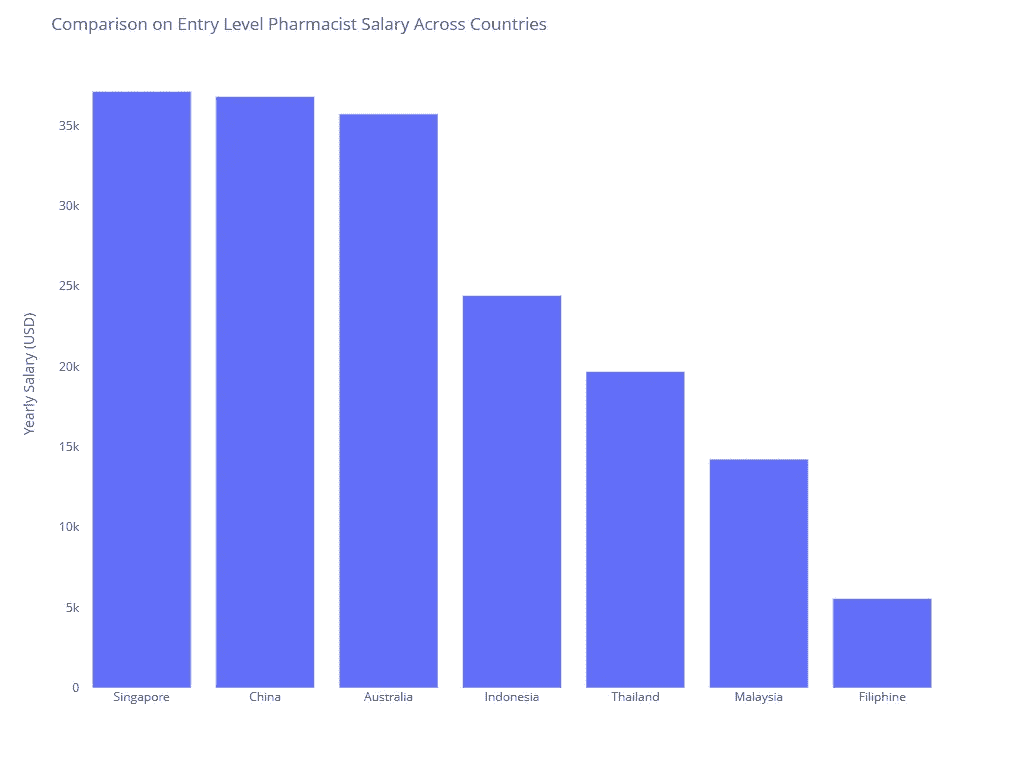 Comparison on Entry Level Pharmacist Salary Across Countries
35k
30k
25k
20k
15k
10k
5k
0
Yearly Salary (USD)
Singapore China Australia Indonesia Thailand Malaysia Filiphine